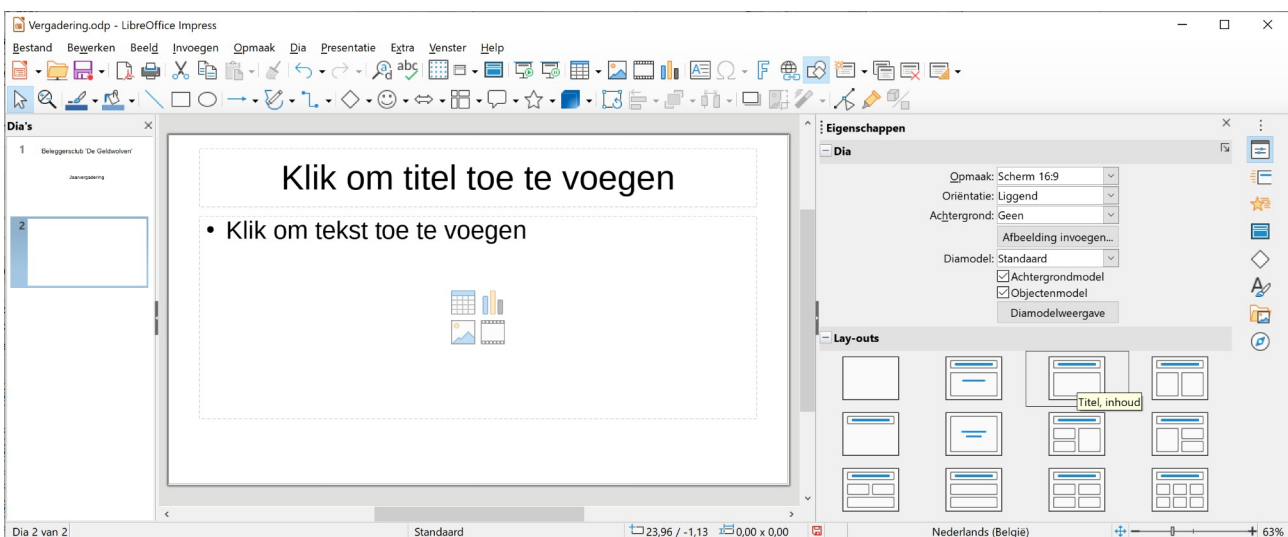 Vergadering.odp - LibreOffice Impress
Bestand Bewerken Beeld Invoegen Opmaak Dia Presentatie Extra Venster Help
Dia's
1
Beleggersclub 'De Geldwolven'
Jaarvergadering
2
Klik om titel toe te voegen
• Klik om tekst toe te voegen
Eigenschappen
Dia
Opmaak: Scherm 16:9
Oriëntatie: Liggend
Achtergrond: Geen
Afbeelding invoegen...
Diamodel: Standaard
Achtergrondmodel
Objectenmodel
Diamodelweergave
Lay-outs
Titel, inhoud
Dia 2 van 2 Standaard 23,96 / -1,13 0,00 x 0,00 Nederlands (België) 63%